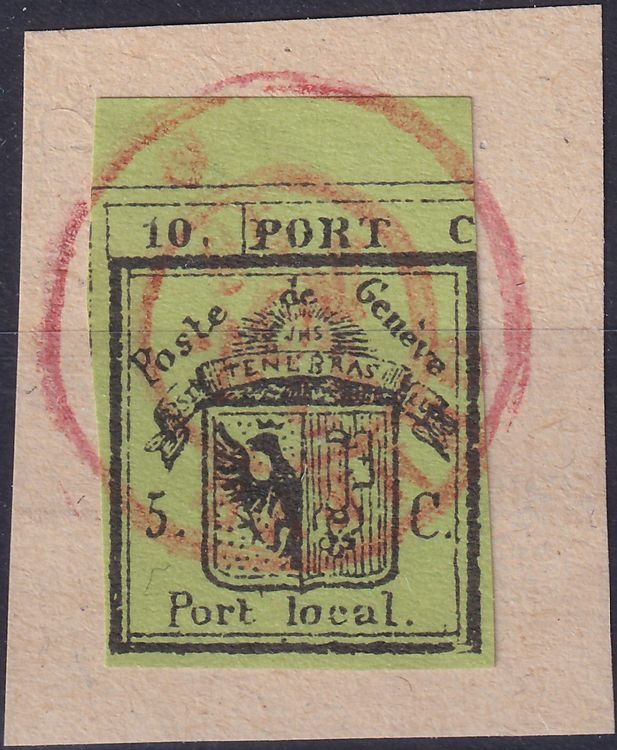 10. PORT C
Poste de Genève
JHS
POST TENEBRAS LUX
5. C.
Port local.